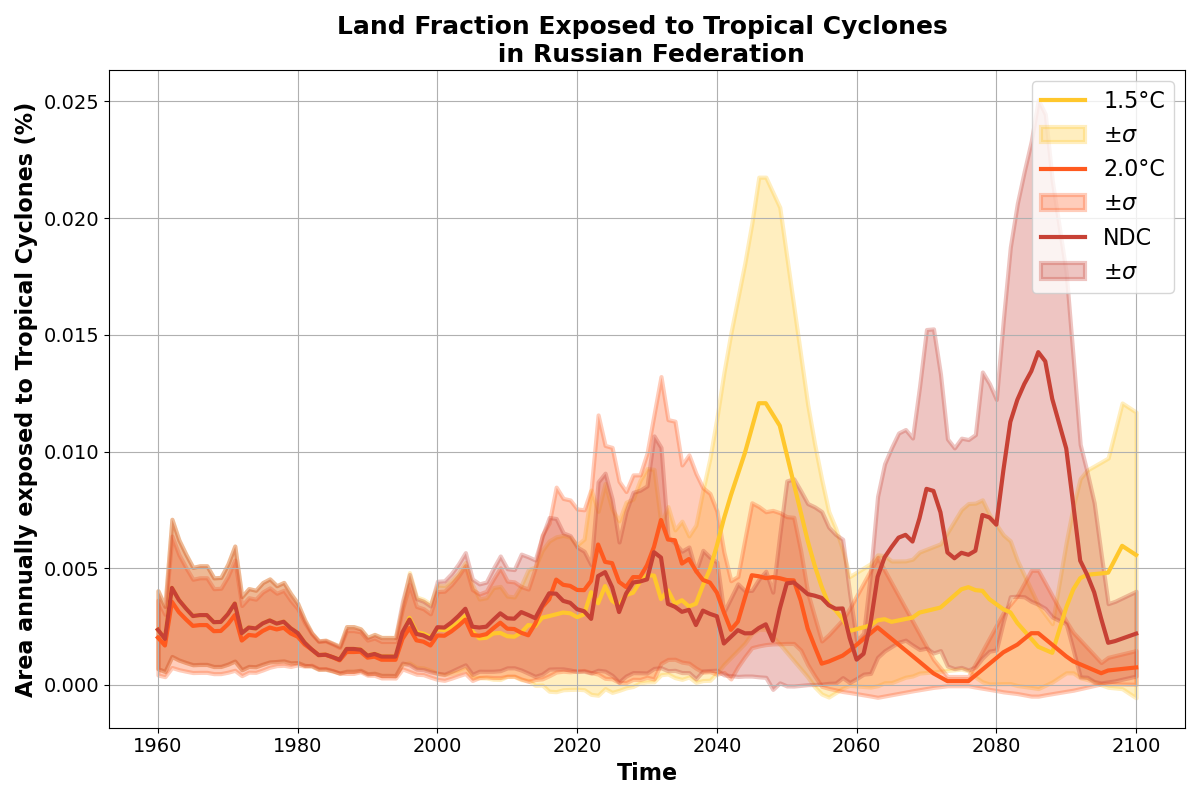 Land Fraction Exposed to Tropical Cyclones
in Russian Federation
Area annually exposed to Tropical Cyclones (%)
0.025
0.020
0.015
0.010
0.005
0.000
1.5°C
±σ
2.0°C
±σ
NDC
±σ
1960 1980 2000 2020 2040 2060 2080 2100
Time